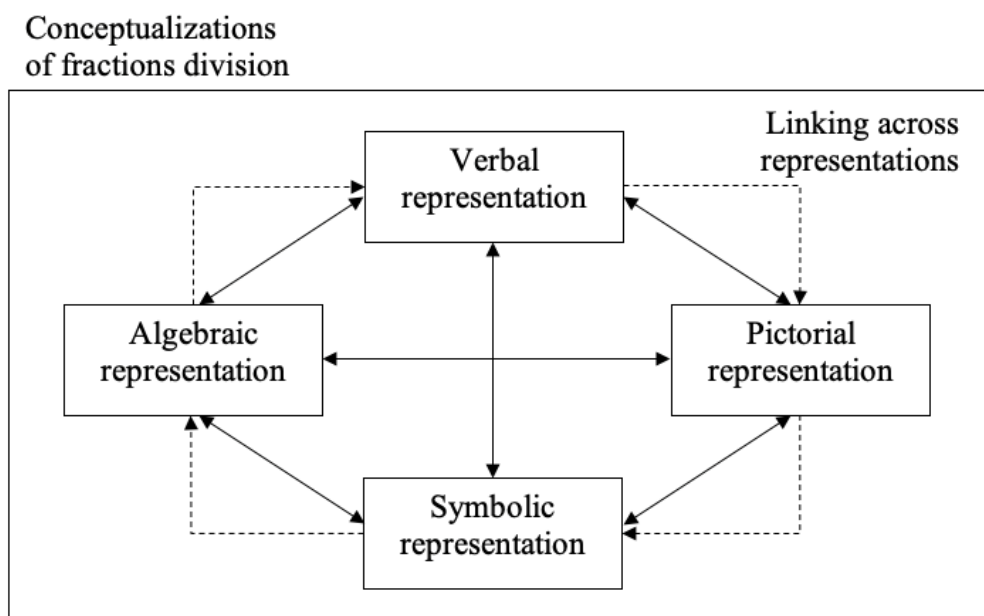 Conceptualizations
of fractions division
Linking across
representations
Verbal
representation
Algebraic
representation
Pictorial
representation
Symbolic
representation